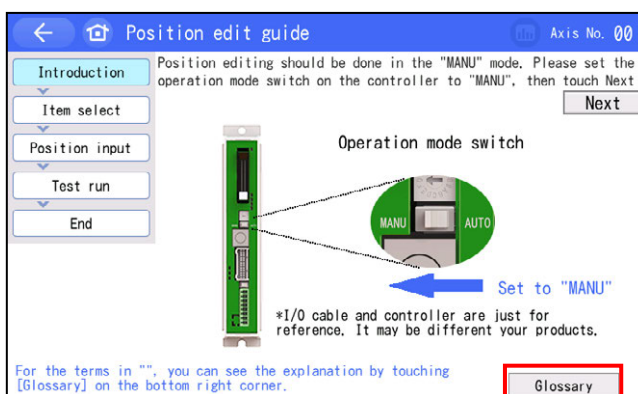 Position edit guide
Axis No. 00
Introduction
Item select
Position input
Test run
End
Position editing should be done in the "MANU" mode. Please set the
operation mode switch on the controller to "MANU", then touch Next
Next
Operation mode switch
MANU
AUTO
Set to "MANU"
*I/O cable and controller are just for
reference. It may be different your products.
For the terms in "", you can see the explanation by touching
[Glossary] on the bottom right corner.
Glossary